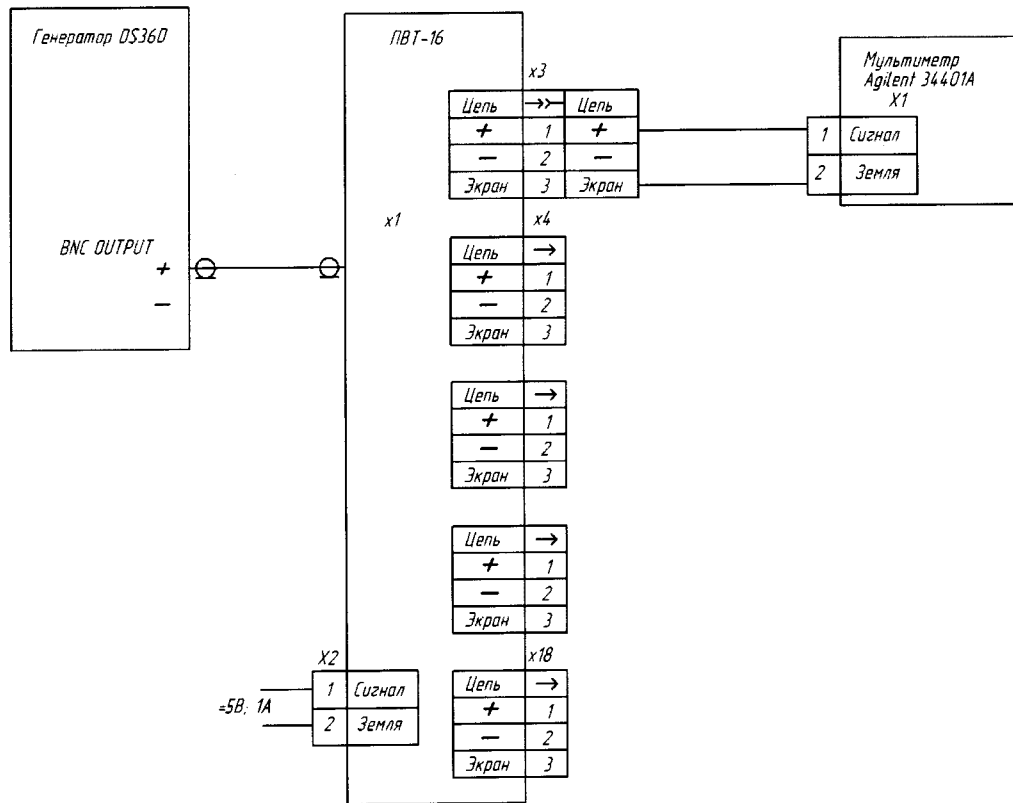 Генератор DS360
BNC OUTPUT
+
−
ПВТ-16
x1
x3
Цепь Цепь
+ 1 +
− 2 −
Экран 3 Экран
Мультиметр
Agilent 34401A
X1
1 Сигнал
2 Земля
x4
Цепь
+ 1
− 2
Экран 3
Цепь
+ 1
− 2
Экран 3
Цепь
+ 1
− 2
Экран 3
X2
1 Сигнал
2 Земля
=5В; 1А
x18
Цепь
+ 1
− 2
Экран 3